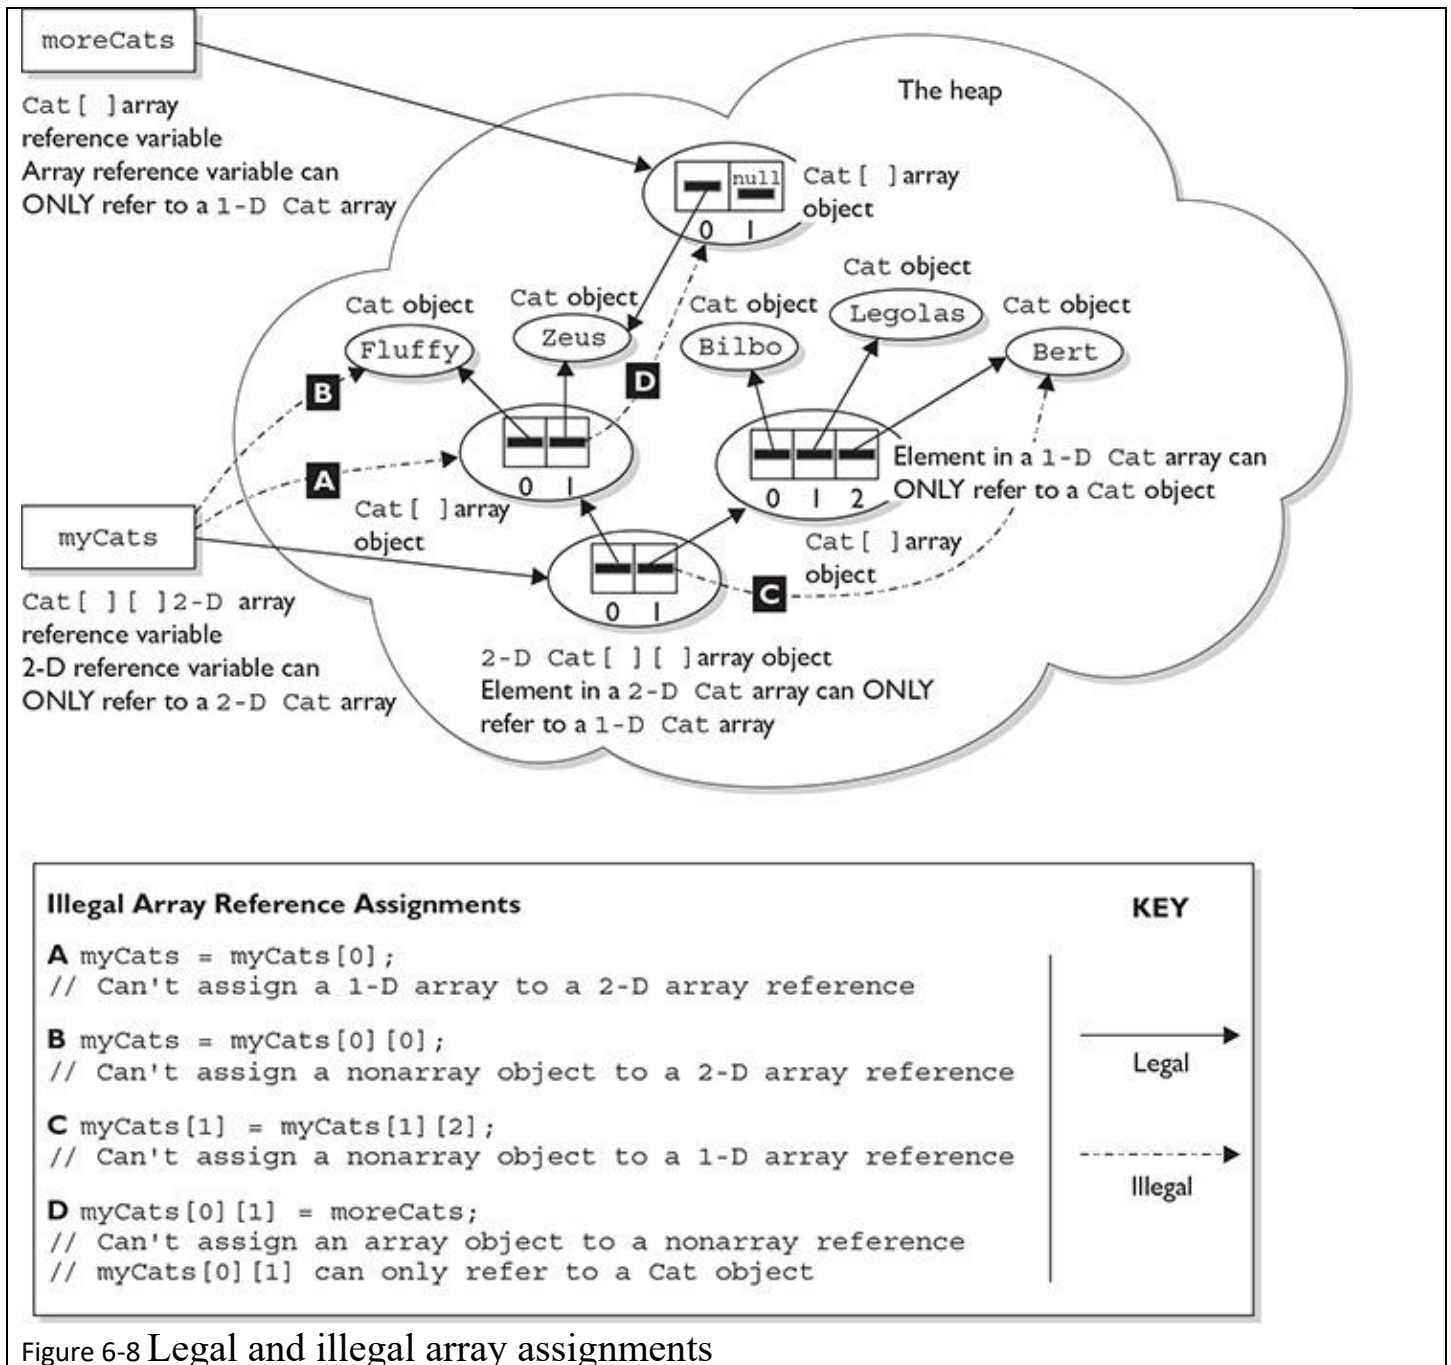 moreCats
Cat[ ]array
reference variable
Array reference variable can
ONLY refer to a 1-D Cat array
The heap
null
0 1
Cat[ ]array
object
Cat object
Fluffy
Cat object
Zeus
Cat object
Bilbo
Cat object
Legolas
Cat object
Bert
B
D
A
0 1
Cat[ ]array
object
0 1 2
Element in a 1-D Cat array can
ONLY refer to a Cat object
Cat[ ]array
object
myCats
Cat[ ][ ]2-D array
reference variable
2-D reference variable can
ONLY refer to a 2-D Cat array
0 1
C
2-D Cat[ ][ ]array object
Element in a 2-D Cat array can ONLY
refer to a 1-D Cat array
Illegal Array Reference Assignments
A myCats = myCats[0];
// Can't assign a 1-D array to a 2-D array reference
B myCats = myCats[0][0];
// Can't assign a nonarray object to a 2-D array reference
C myCats[1] = myCats[1][2];
// Can't assign a nonarray object to a 1-D array reference
D myCats[0][1] = moreCats;
// Can't assign an array object to a nonarray reference
// myCats[0][1] can only refer to a Cat object
KEY
Legal
Illegal
Figure 6-8 Legal and illegal array assignments